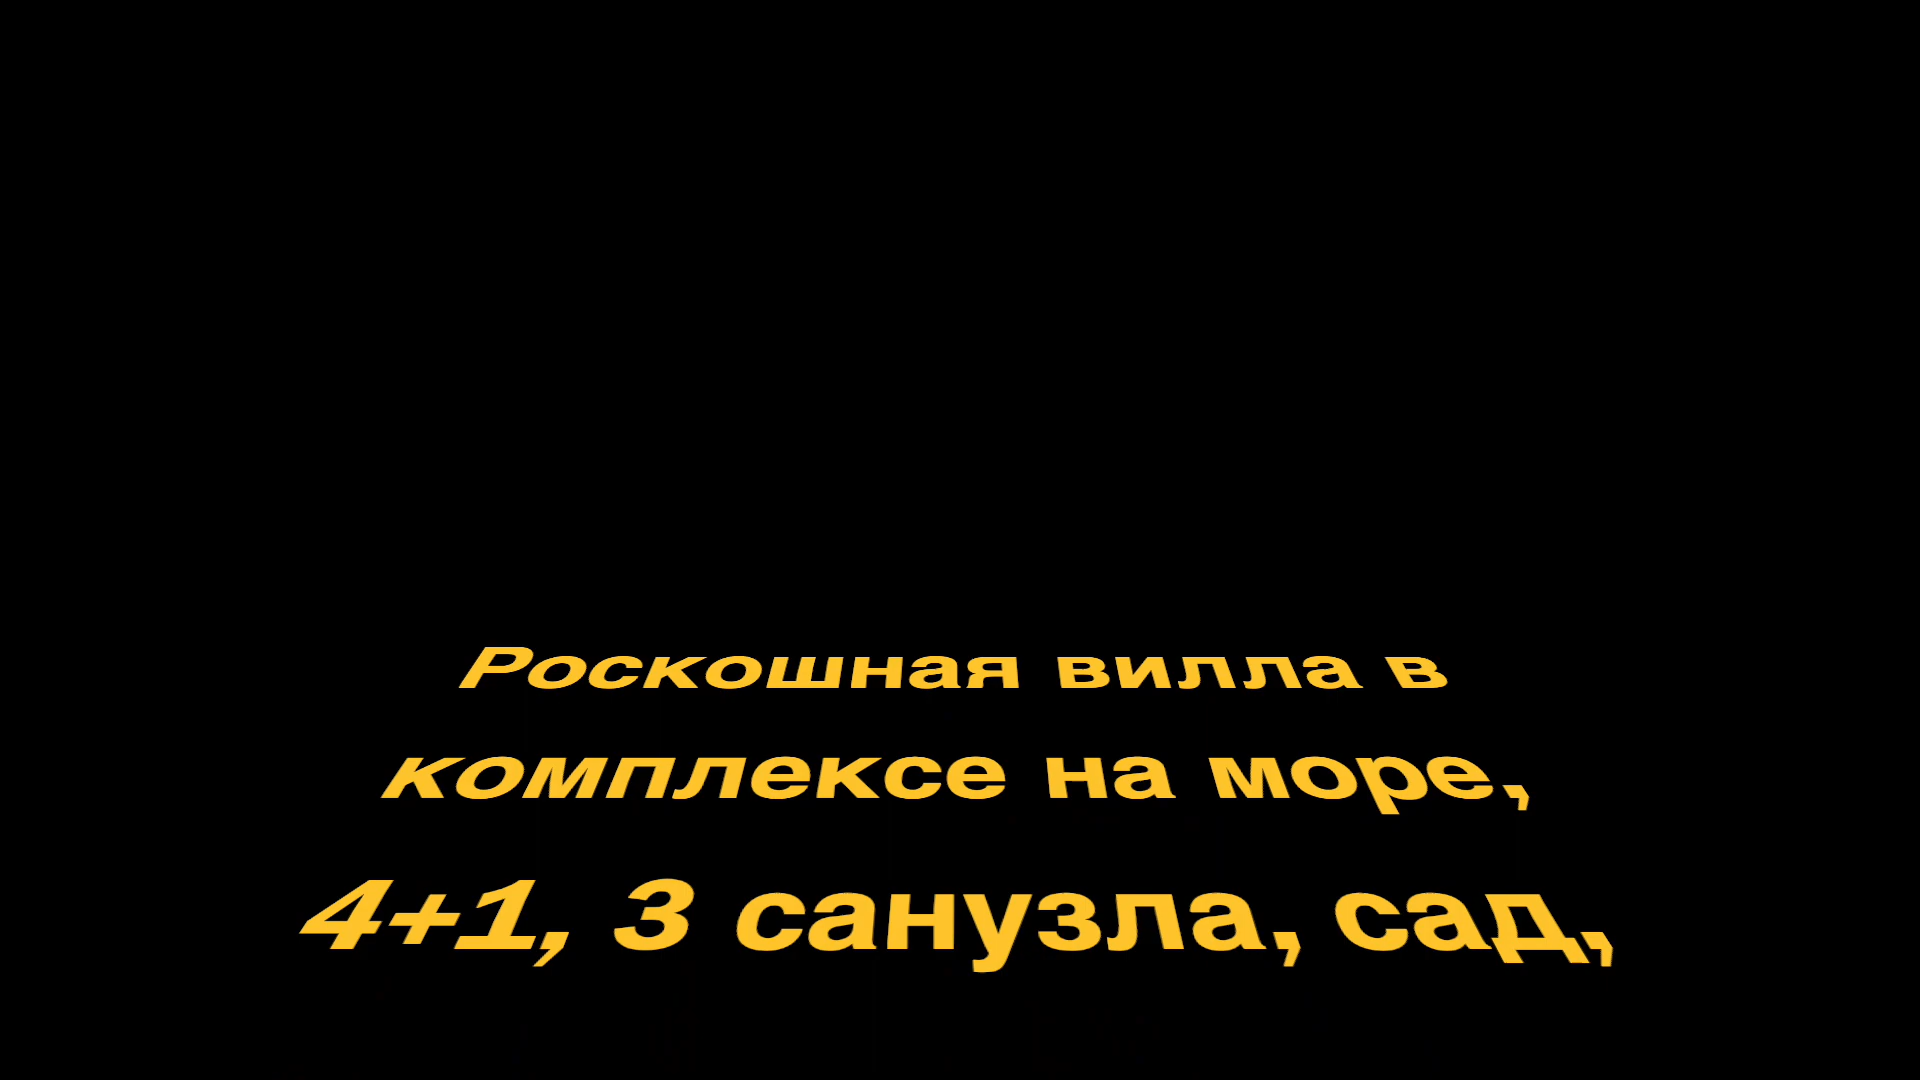 Роскошная вилла в
комплексе на море,
4+1, 3 санузла, сад,